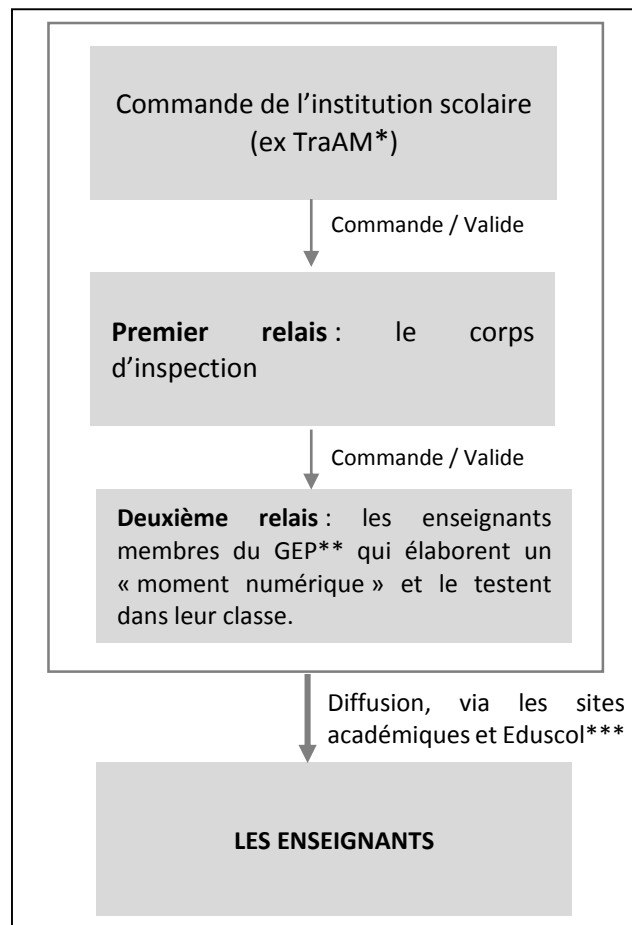 Commande de l’institution scolaire
(ex TraAM*)
Commande / Valide
Premier relais : le corps
d’inspection
Commande / Valide
Deuxième relais : les enseignants
membres du GEP** qui élaborent un
« moment numérique » et le testent
dans leur classe.
Diffusion, via les sites
académiques et Eduscol***
LES ENSEIGNANTS